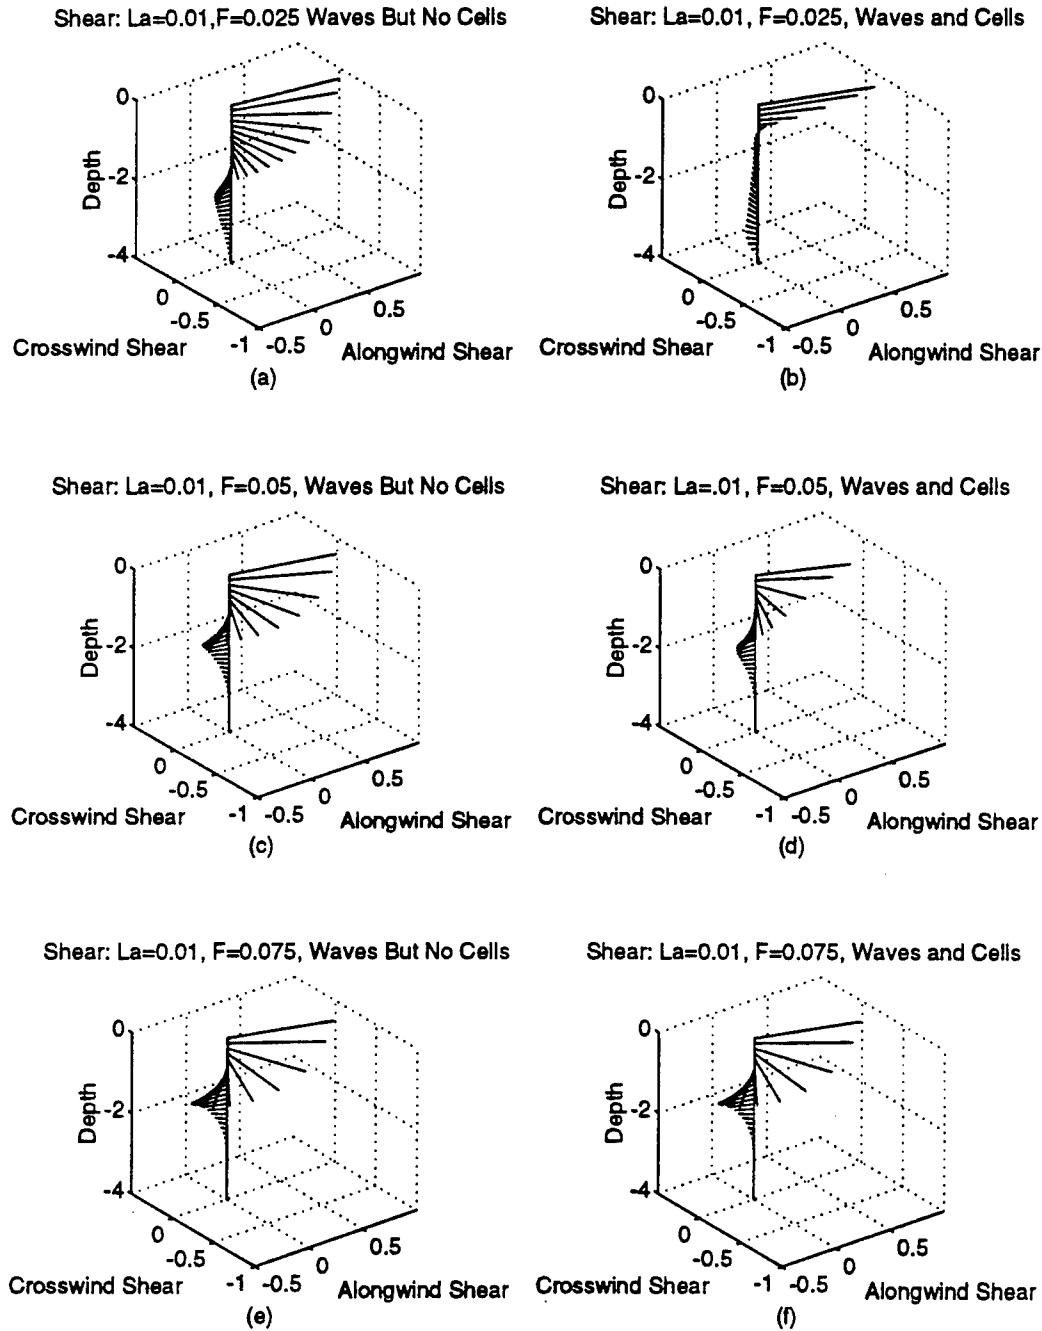 Shear: La=0.01,F=0.025 Waves But No Cells
0
-2
-4
Depth
0
-0.5
-1
-0.5
0
0.5
Crosswind Shear
Alongwind Shear
(a)
Shear: La=0.01, F=0.025, Waves and Cells
0
-2
-4
Depth
0
-0.5
-1
-0.5
0
0.5
Crosswind Shear
Alongwind Shear
(b)
Shear: La=0.01, F=0.05, Waves But No Cells
0
-2
-4
Depth
0
-0.5
-1
-0.5
0
0.5
Crosswind Shear
Alongwind Shear
(c)
Shear: La=.01, F=0.05, Waves and Cells
0
-2
-4
Depth
0
-0.5
-1
-0.5
0
0.5
Crosswind Shear
Alongwind Shear
(d)
Shear: La=0.01, F=0.075, Waves But No Cells
0
-2
-4
Depth
0
-0.5
-1
-0.5
0
0.5
Crosswind Shear
Alongwind Shear
(e)
Shear: La=0.01, F=0.075, Waves and Cells
0
-2
-4
Depth
0
-0.5
-1
-0.5
0
0.5
Crosswind Shear
Alongwind Shear
(f)